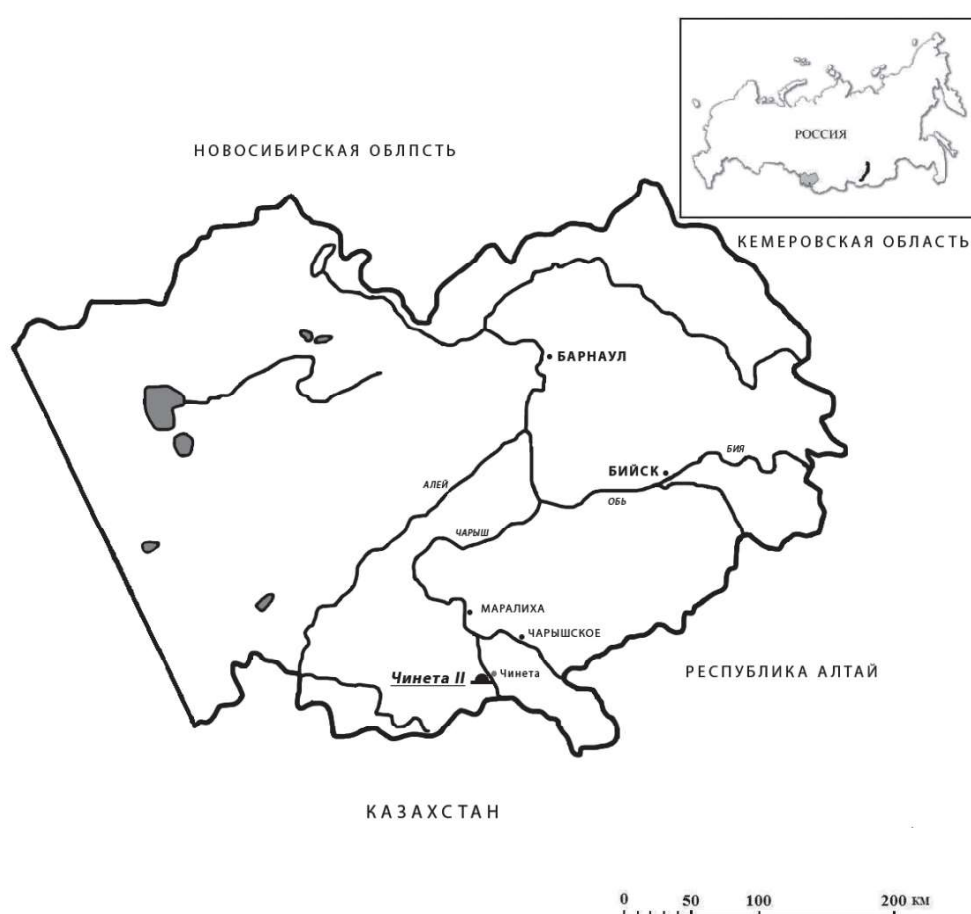 РОССИЯ
НОВОСИБИРСКАЯ ОБЛПСТЬ
КЕМЕРОВСКАЯ ОБЛАСТЬ
БАРНАУЛ
БИЯ
БИЙСК
АЛЕЙ
ОБЬ
ЧАРЫШ
МАРАЛИХА
ЧАРЫШСКОЕ
РЕСПУБЛИКА АЛТАЙ
Чинета II
Чинета
КАЗАХСТАН
0 50 100 200 км